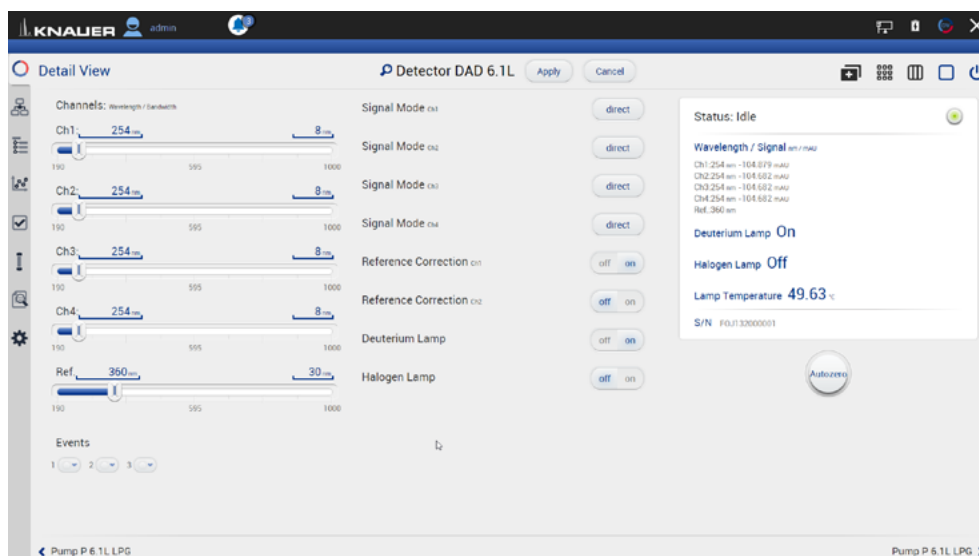 KNAUER admin 3
Detail View Detector DAD 6.1L Apply Cancel
Channels: Wavelength / Bandwidth
Ch1: 254 nm 8 nm
190 595 1000
Ch2: 254 nm 8 nm
190 595 1000
Ch3: 254 nm 8 nm
190 595 1000
Ch4: 254 nm 8 nm
190 595 1000
Ref. 360 nm 30 nm
190 595 1000
Events
1 2 3
Signal Mode Ch1 direct
Signal Mode Ch2 direct
Signal Mode Ch3 direct
Signal Mode Ch4 direct
Reference Correction Ch1 off on
Reference Correction Ch2 off on
Deuterium Lamp off on
Halogen Lamp off on
Status: Idle
Wavelength / Signal nm / mAU
Ch1:254 nm -104.879 mAU
Ch2:254 nm -104.682 mAU
Ch3:254 nm -104.682 mAU
Ch4:254 nm -104.682 mAU
Ref.:360 nm
Deuterium Lamp On
Halogen Lamp Off
Lamp Temperature 49.63 °C
S/N FOJ132000001
Autozero
Pump P 6.1L LPG Pump P 6.1L LPG